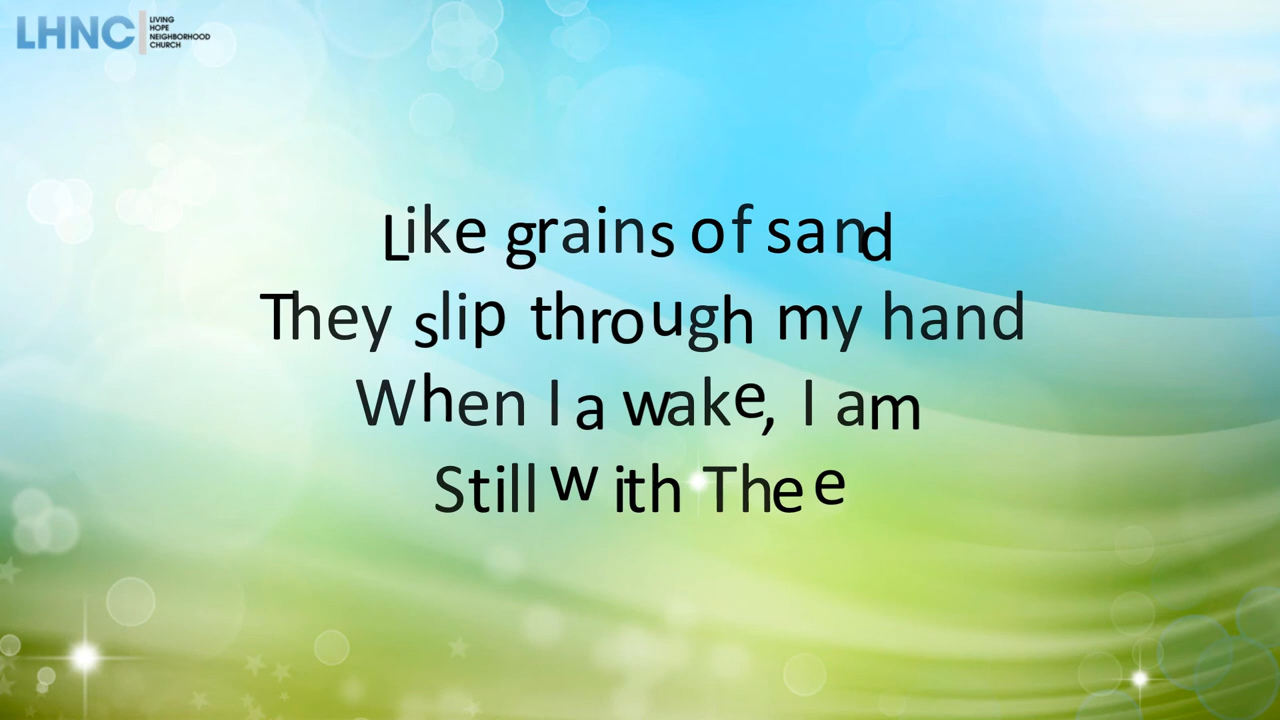 LHNC
LIVING
HOPE
NEIGHBORHOOD
CHURCH
Like grains of sand
They slip through my hand
When I awake, I am
Still with Thee